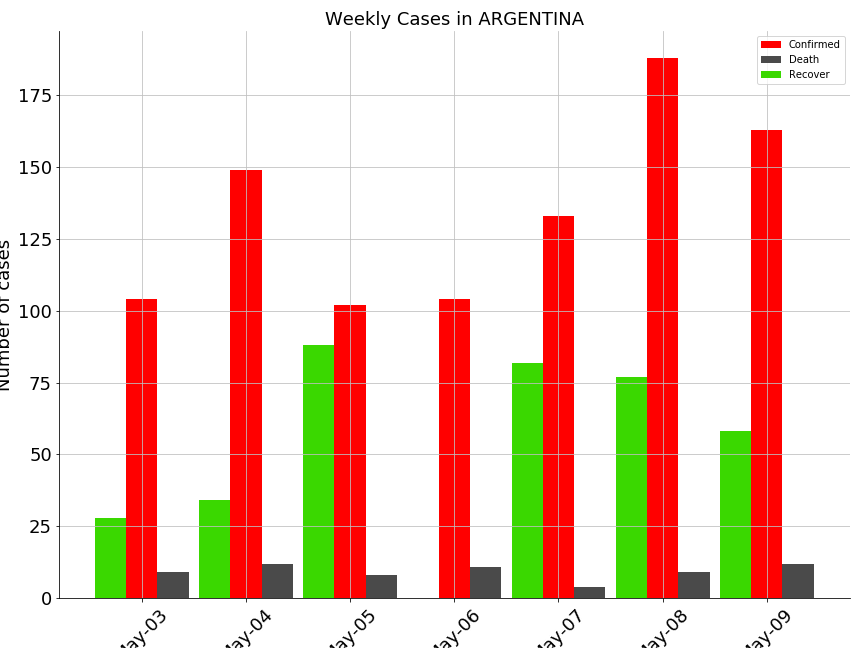 Weekly Cases in ARGENTINA
Confirmed
Death
Recover
Number of cases
175
150
125
100
75
50
25
0
May-03
May-04
May-05
May-06
May-07
May-08
May-09